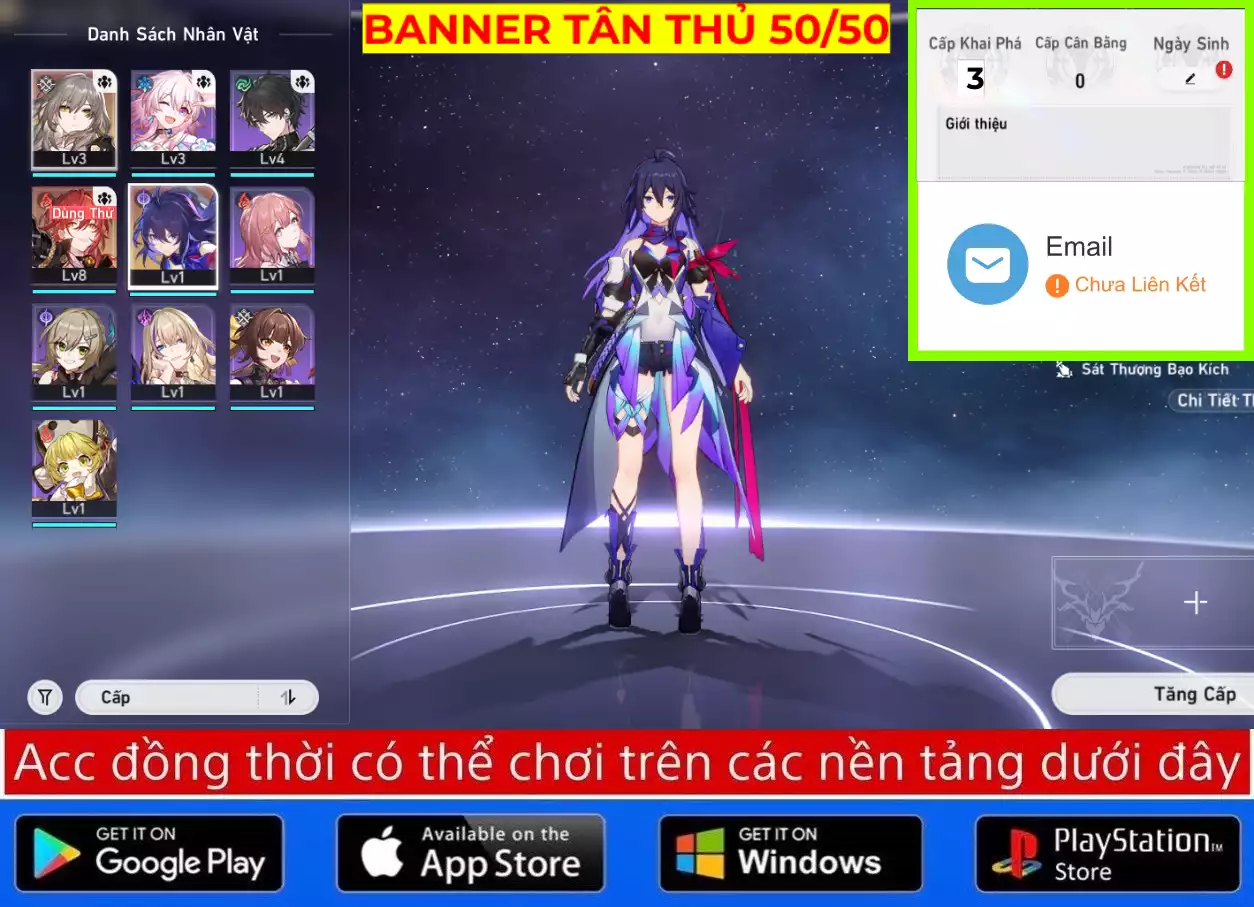 Danh Sách Nhân Vật
BANNER TÂN THỦ 50/50
Cấp Khai Phá
Cấp Cân Bằng
Ngày Sinh
3
0
Giới thiệu
Lv3
Lv3
Lv4
Dùng Thử
Lv8
Lv1
Lv1
Lv1
Lv1
Lv1
Lv1
Email
Chưa Liên Kết
Sát Thương Bạo Kích
Chi Tiết
Cấp
Tăng Cấp
Acc đồng thời có thể chơi trên các nền tảng dưới đây
GET IT ON
Google Play
Available on the
App Store
GET IT ON
Windows
PlayStation™
Store